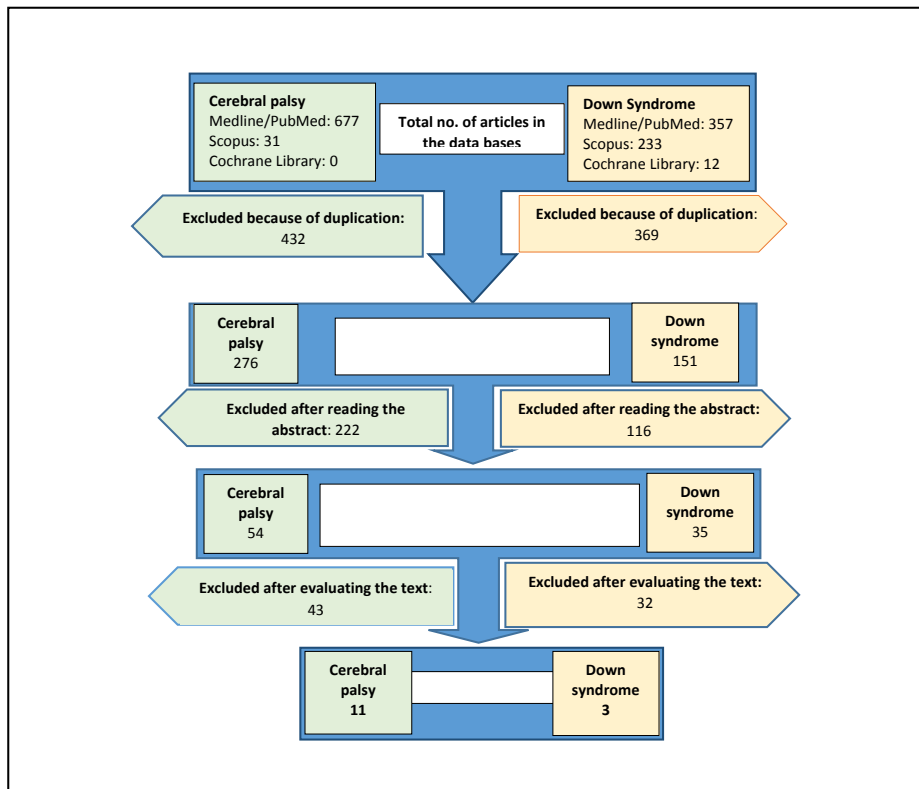 Cerebral palsy
Medline/PubMed: 677
Scopus: 31
Cochrane Library: 0
Total no. of articles in
the data bases
Down Syndrome
Medline/PubMed: 357
Scopus: 233
Cochrane Library: 12
Excluded because of duplication:
432
Excluded because of duplication:
369
Cerebral
palsy
276
Down
syndrome
151
Excluded after reading the
abstract: 222
Excluded after reading the abstract:
116
Cerebral
palsy
54
Down
syndrome
35
Excluded after evaluating the text:
43
Excluded after evaluating the text:
32
Cerebral
palsy
11
Down
syndrome
3